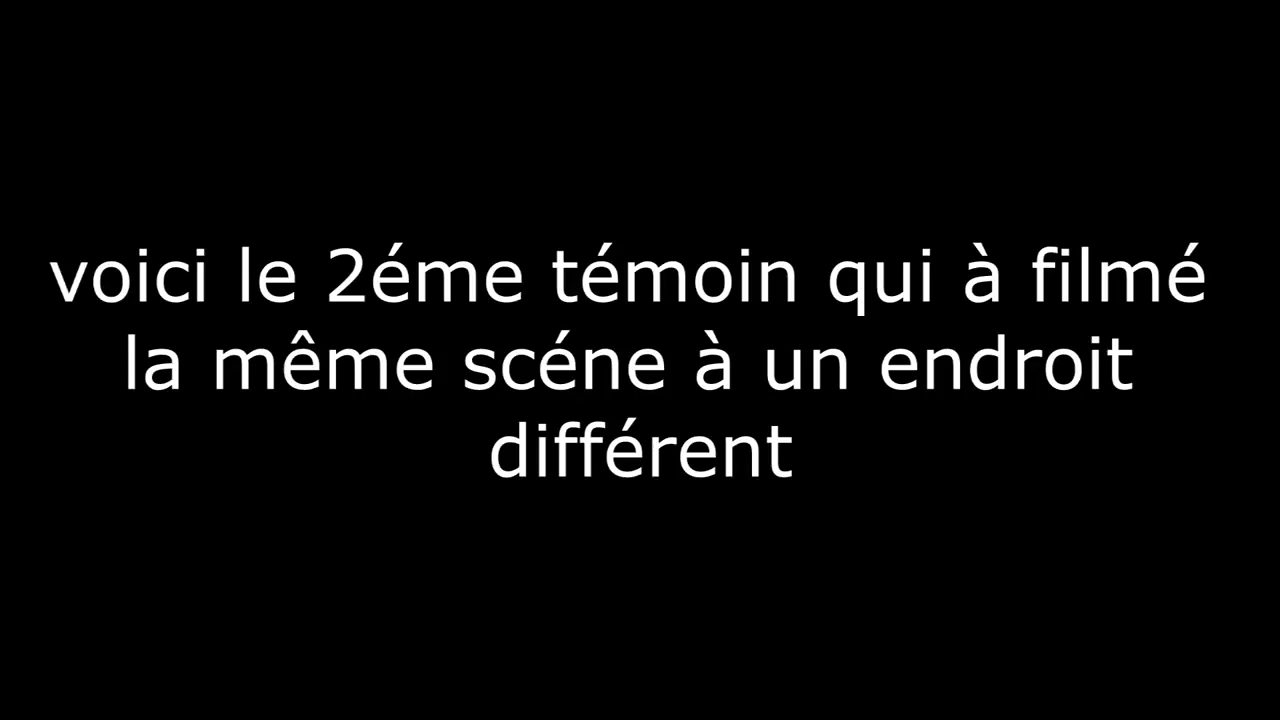 voici le 2éme témoin qui à filmé
la même scéne à un endroit
différent